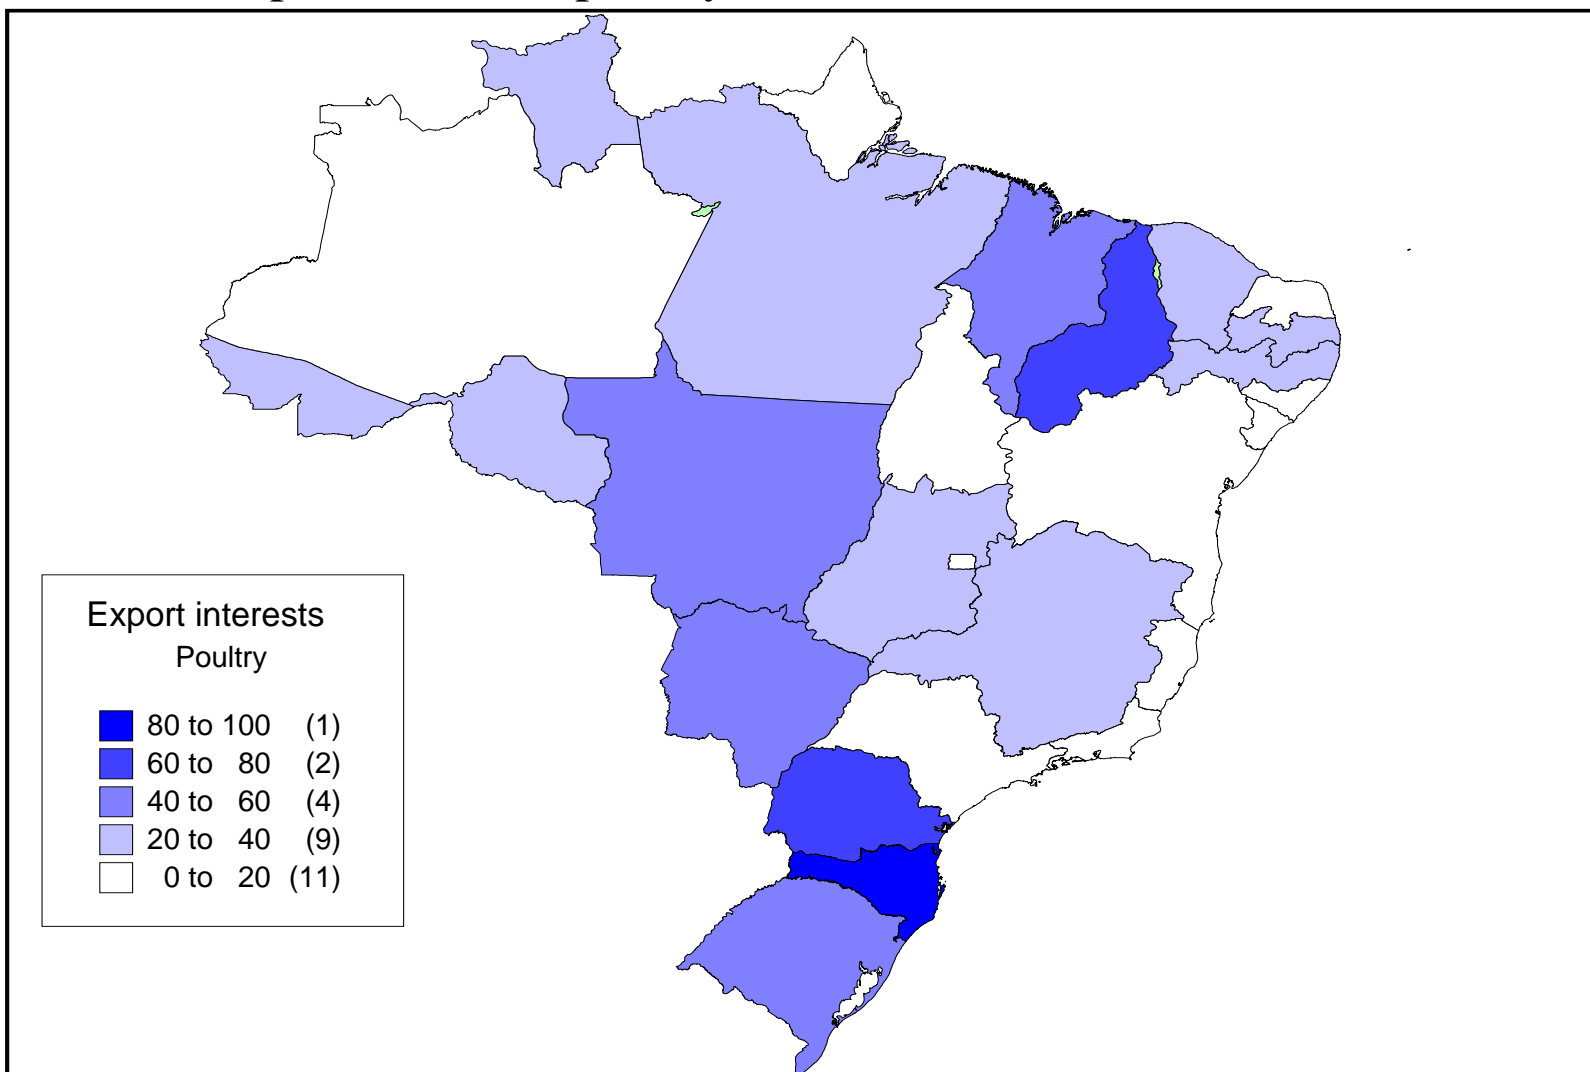 Export interests
Poultry
80 to 100 (1)
60 to 80 (2)
40 to 60 (4)
20 to 40 (9)
0 to 20 (11)